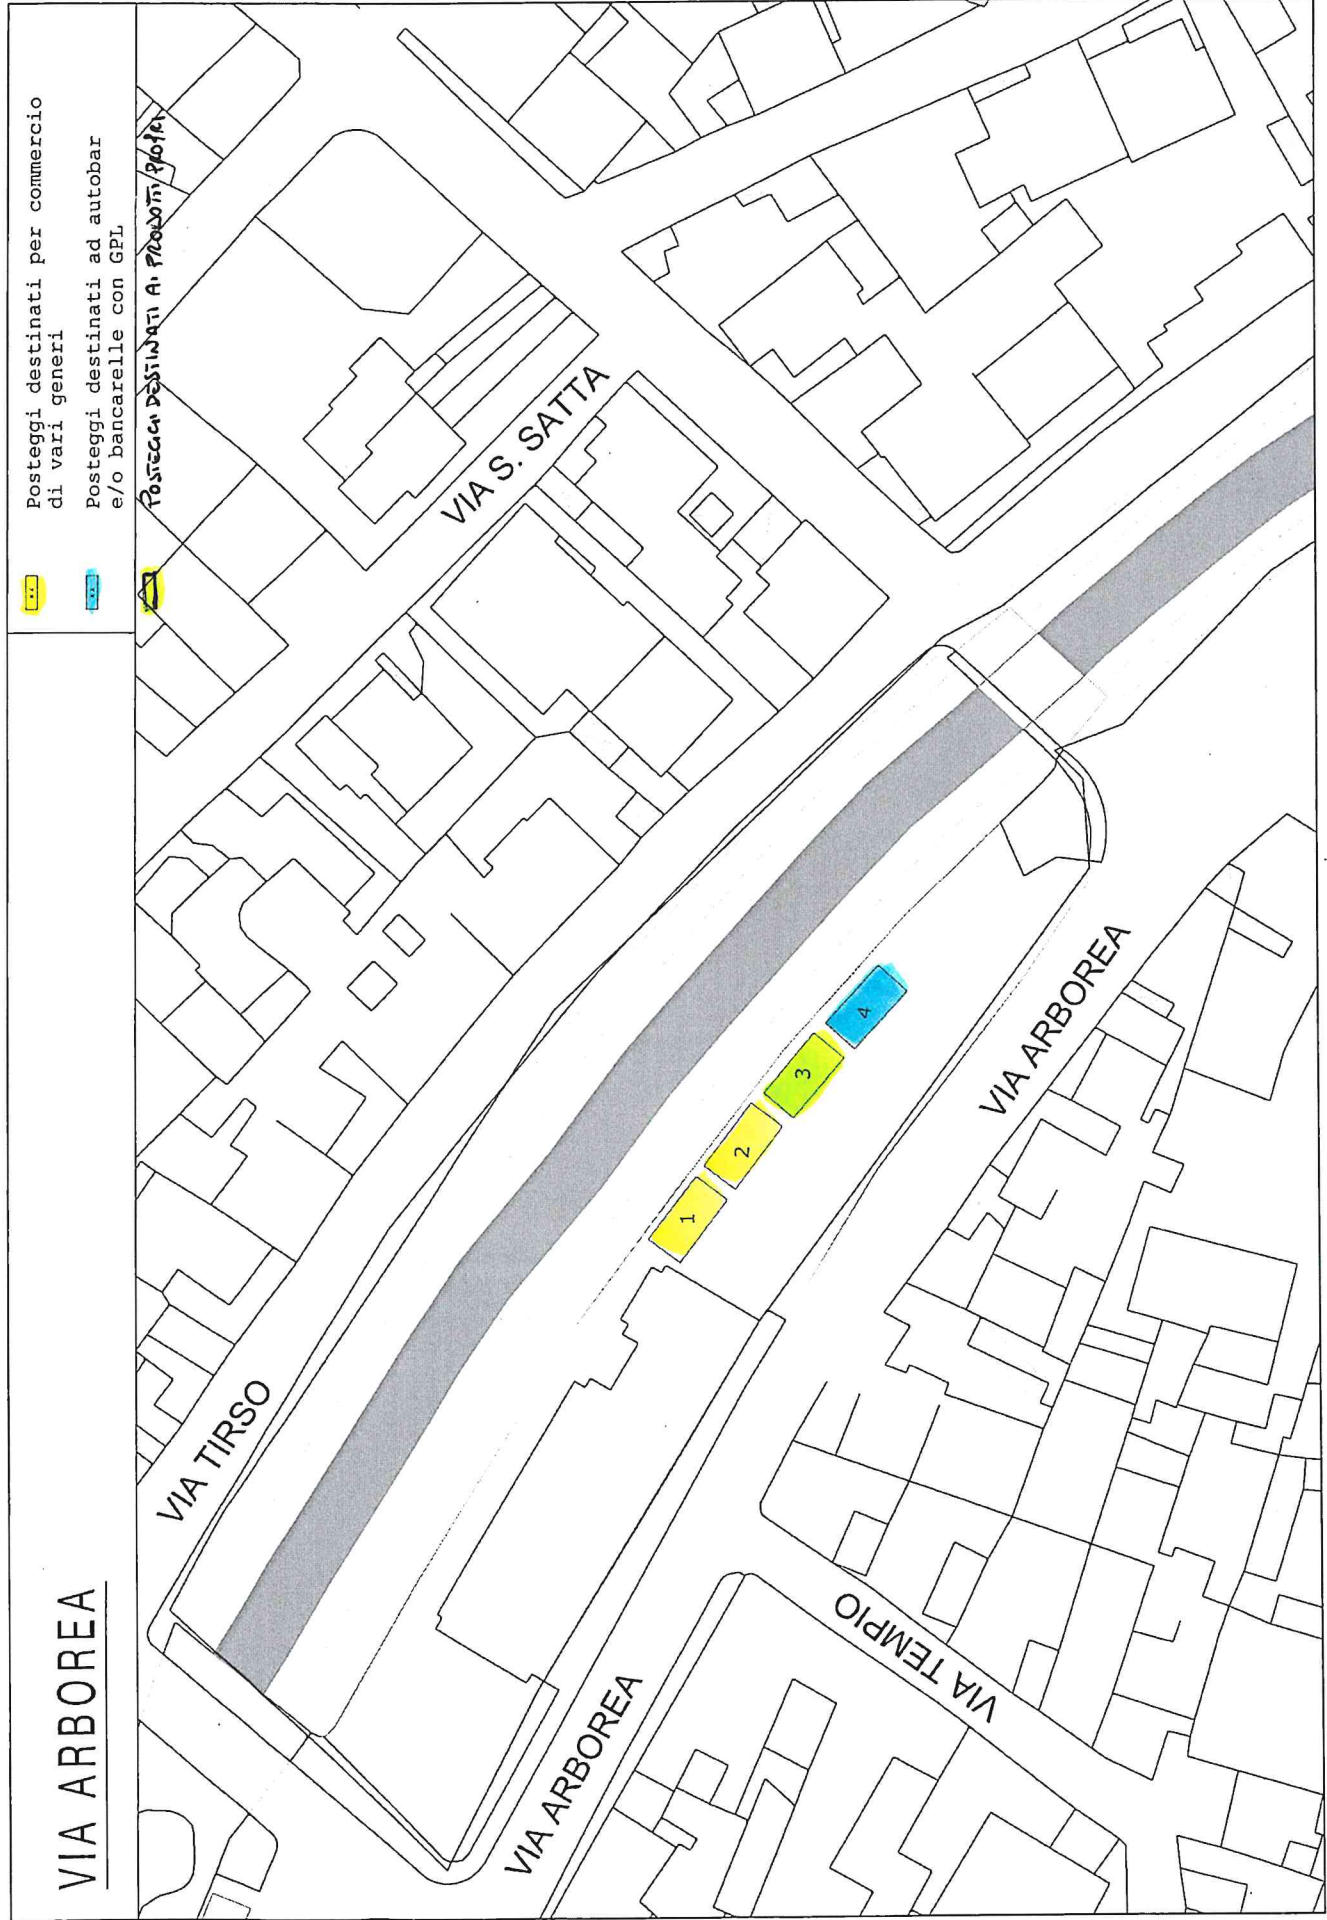 VIA ARBOREA
Posteggi destinati per commercio
di vari generi
Posteggi destinati ad autobar
e/o bancarelle con GPL
POSTEGGI DESTINATI AI PRODOTTI PROPRI
VIA TIRSO
VIA S. SATTA
1
2
3
4
VIA ARBOREA
VIA ARBOREA
VIA TEMPIO